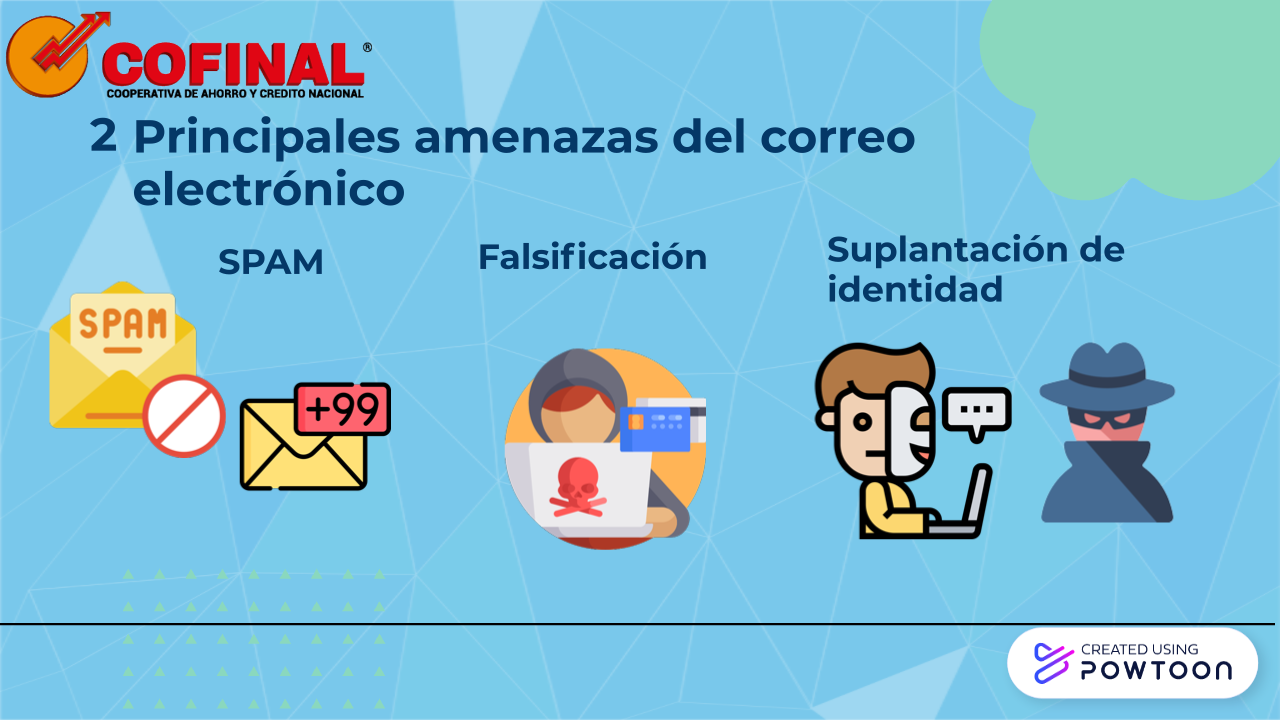 COFINAL®
COOPERATIVA DE AHORRO Y CREDITO NACIONAL
2 Principales amenazas del correo
electrónico
SPAM
Falsificación
Suplantación de
identidad
SPAM
+99
CREATED USING
POWTOON